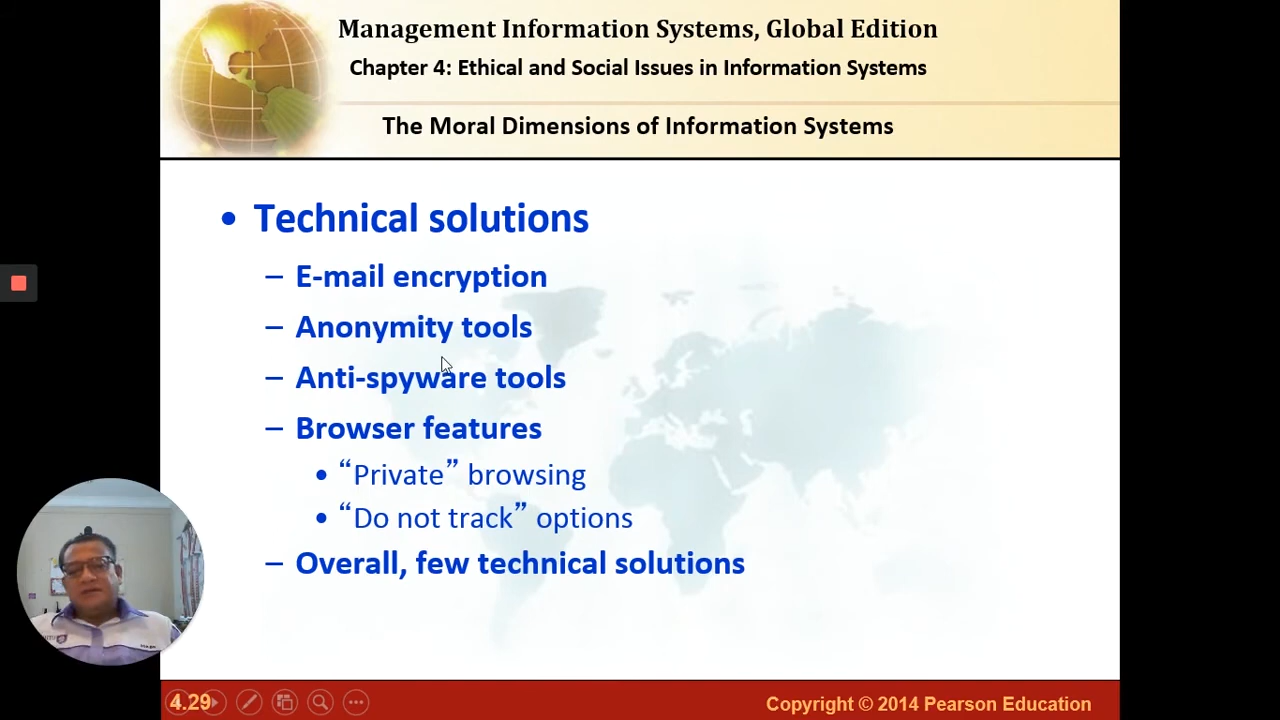 Management Information Systems, Global Edition
Chapter 4: Ethical and Social Issues in Information Systems
The Moral Dimensions of Information Systems
• Technical solutions
– E-mail encryption
– Anonymity tools
– Anti-spyware tools
– Browser features
• “Private” browsing
• “Do not track” options
– Overall, few technical solutions
4.29
Copyright © 2014 Pearson Education